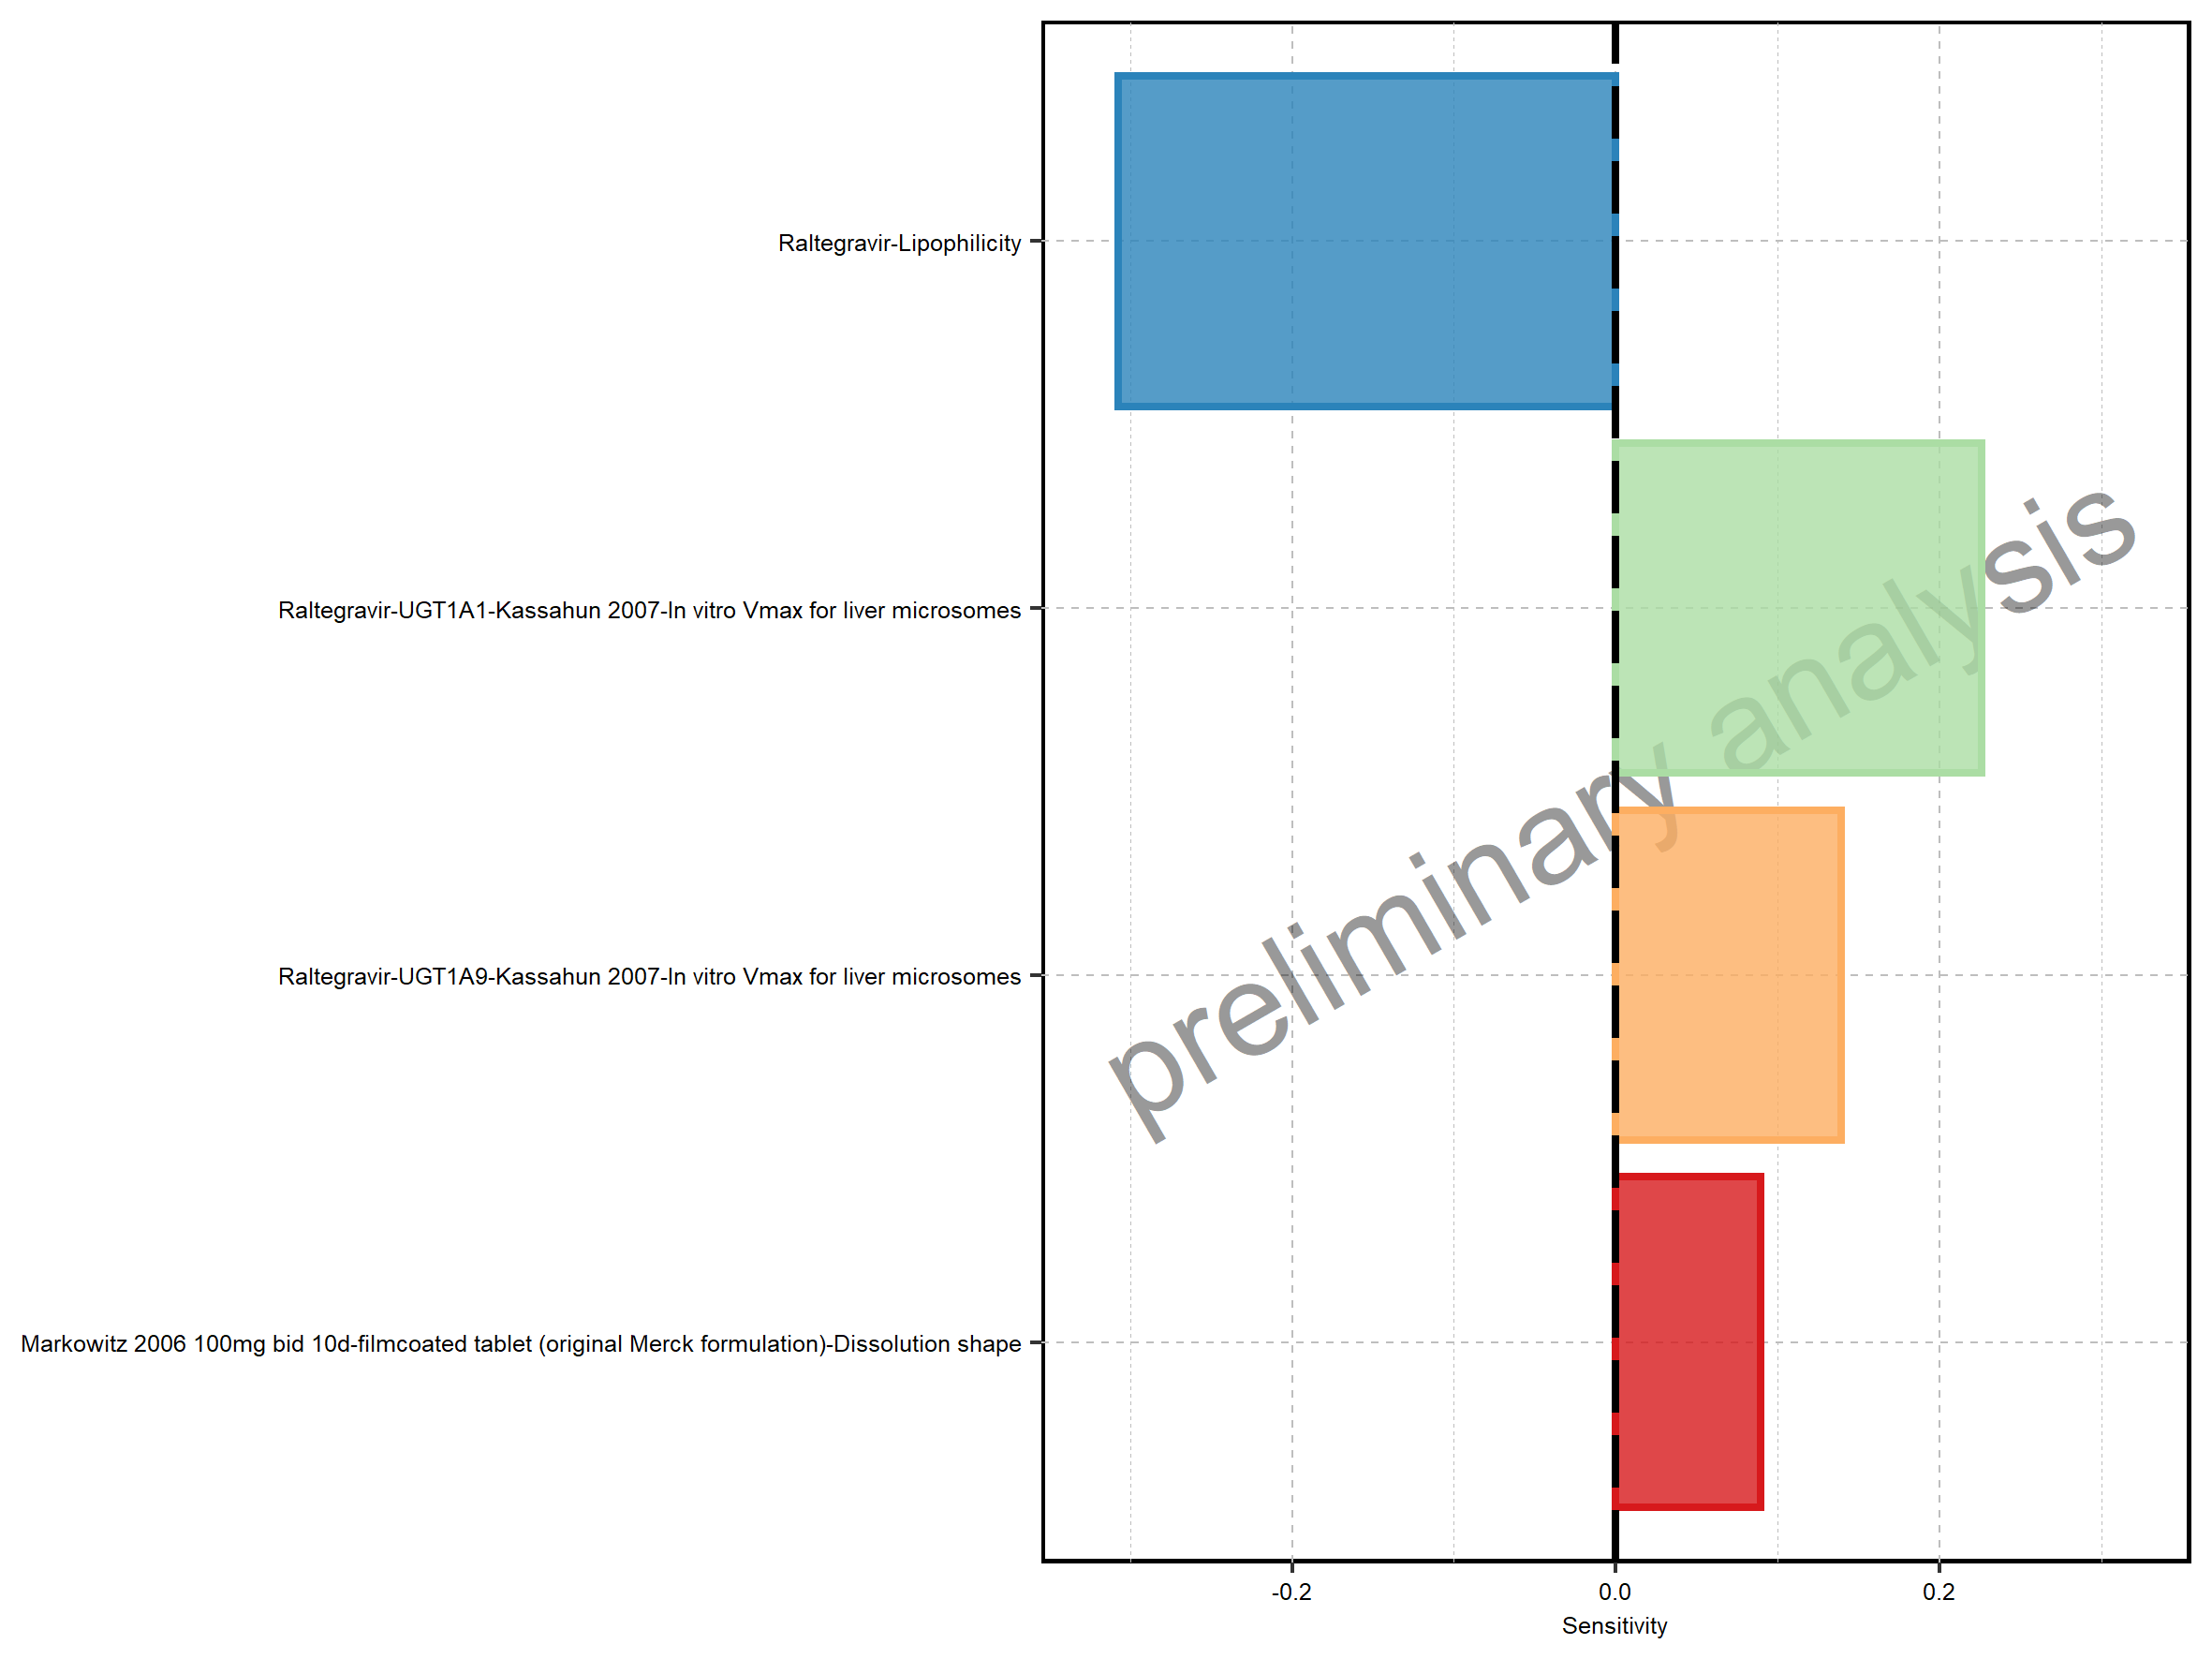 Raltegravir-Lipophilicity
Raltegravir-UGT1A1-Kassahun 2007-In vitro Vmax for liver microsomes
Raltegravir-UGT1A9-Kassahun 2007-In vitro Vmax for liver microsomes
Markowitz 2006 100mg bid 10d-filmcoated tablet (original Merck formulation)-Dissolution shape
preliminary analysis
-0.2 0.0 0.2
Sensitivity